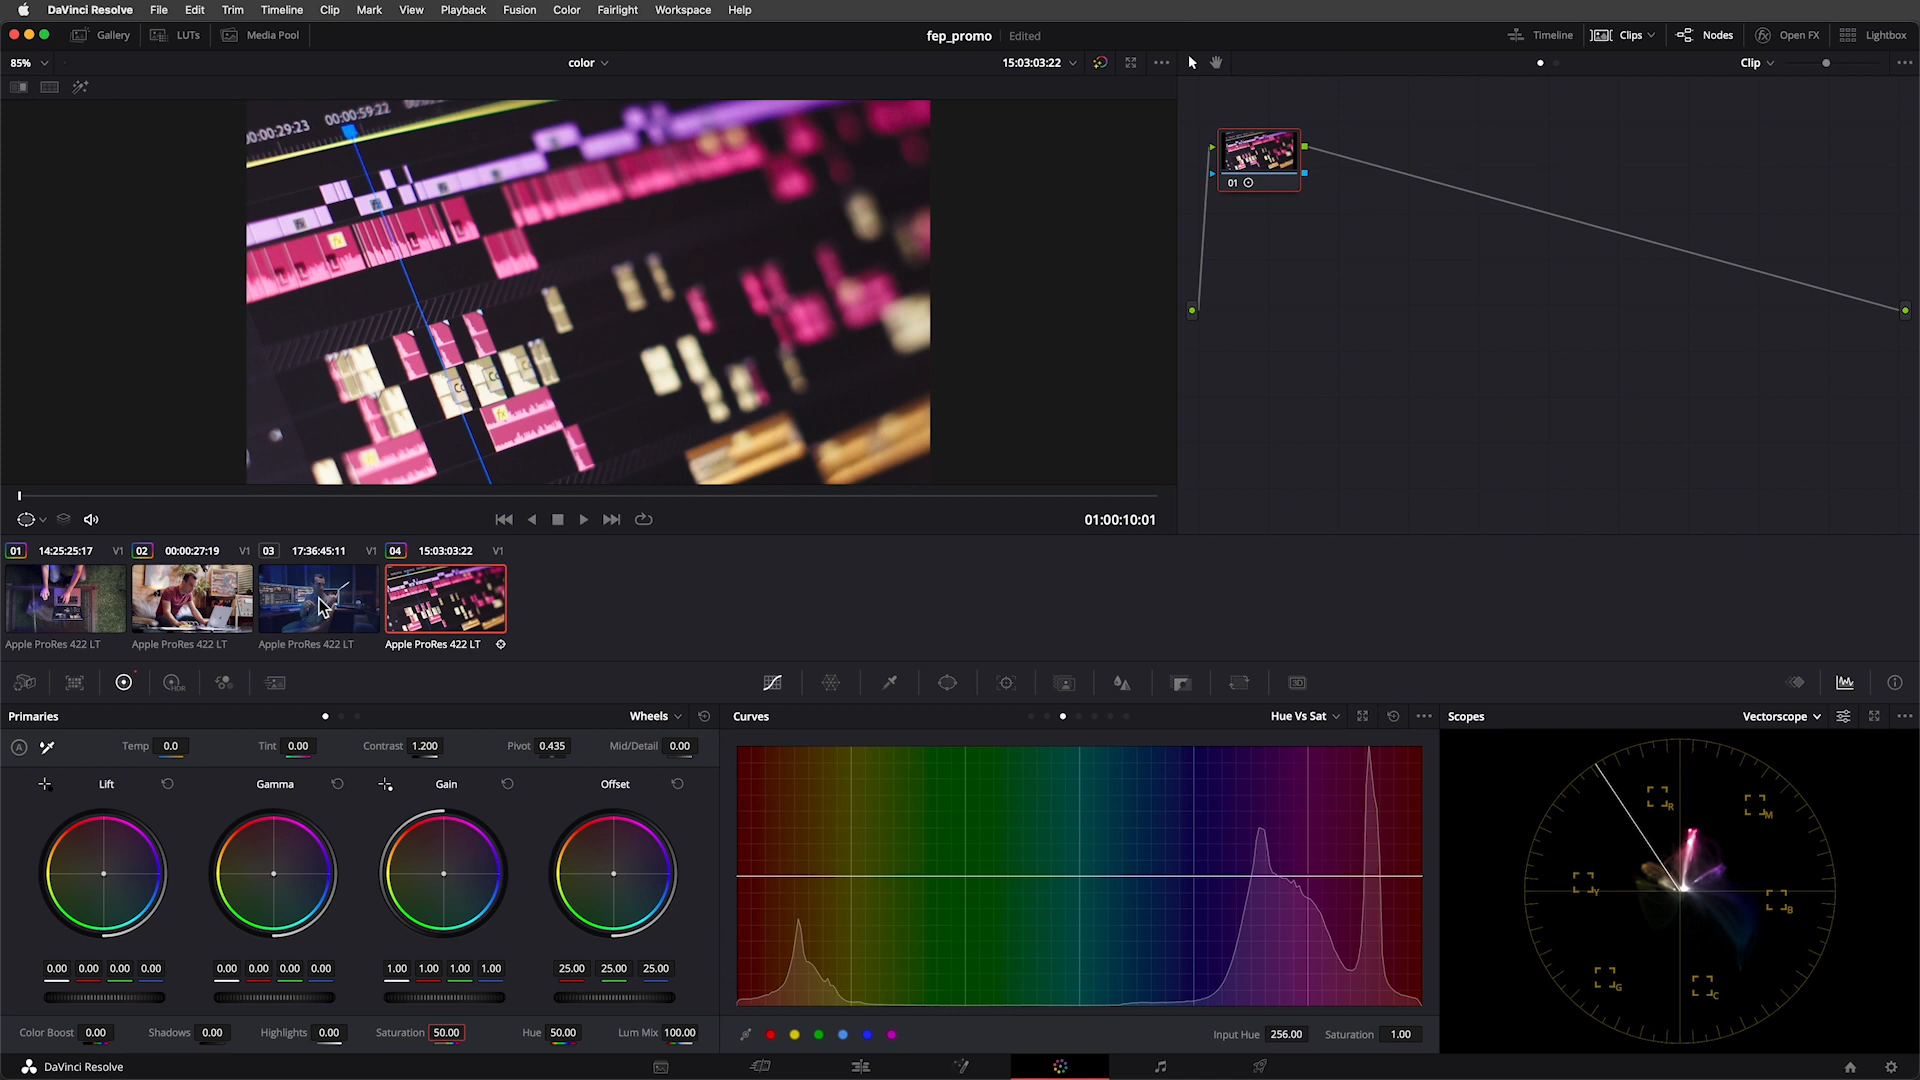 DaVinci Resolve File Edit Trim Timeline Clip Mark View Playback Fusion Color Fairlight Workspace Help
Gallery LUTs Media Pool fep_promo Edited Timeline Clips Nodes Open FX Lightbox
85% color 15:03:03:22 Clip
00:00:29:23 00:00:59:22
01
01:00:10:01
01 14:25:25:17 V1 02 00:00:27:19 V1 03 17:36:45:11 V1 04 15:03:03:22 V1
Apple ProRes 422 LT Apple ProRes 422 LT Apple ProRes 422 LT Apple ProRes 422 LT
HDR 3D
Primaries Wheels Curves Hue Vs Sat Scopes Vectorscope
A Temp 0.0 Tint 0.00 Contrast 1.200 Pivot 0.435 Mid/Detail 0.00
Lift Gamma Gain Offset
R M
Y B
G C
0.00 0.00 0.00 0.00 0.00 0.00 0.00 0.00 1.00 1.00 1.00 1.00 25.00 25.00 25.00
Color Boost 0.00 Shadows 0.00 Highlights 0.00 Saturation 50.00 Hue 50.00 Lum Mix 100.00 Input Hue 256.00 Saturation 1.00
DaVinci Resolve